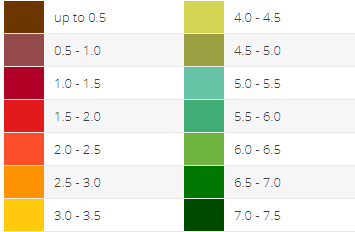 up to 0.5
0.5 - 1.0
1.0 - 1.5
1.5 - 2.0
2.0 - 2.5
2.5 - 3.0
3.0 - 3.5
4.0 - 4.5
4.5 - 5.0
5.0 - 5.5
5.5 - 6.0
6.0 - 6.5
6.5 - 7.0
7.0 - 7.5